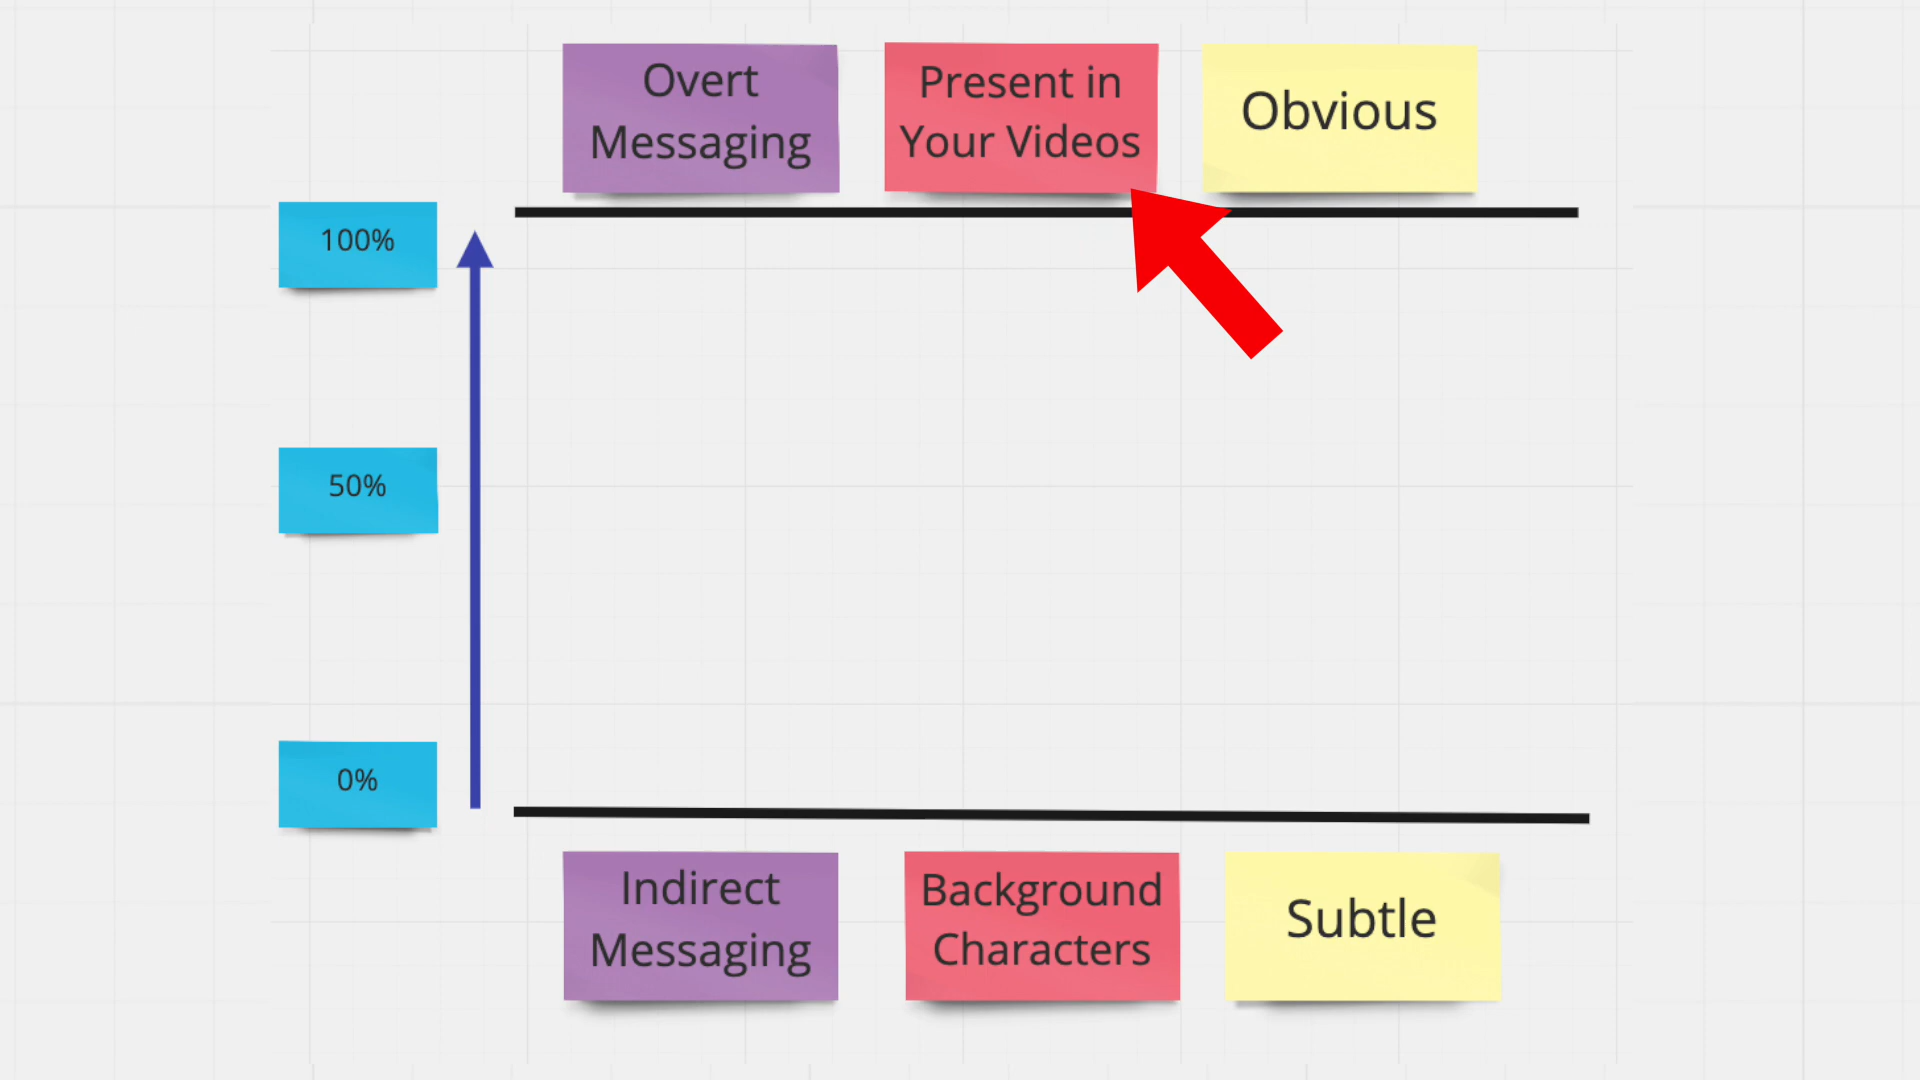 Overt
Messaging
Present in
Your Videos
Obvious
100%
50%
0%
Indirect
Messaging
Background
Characters
Subtle